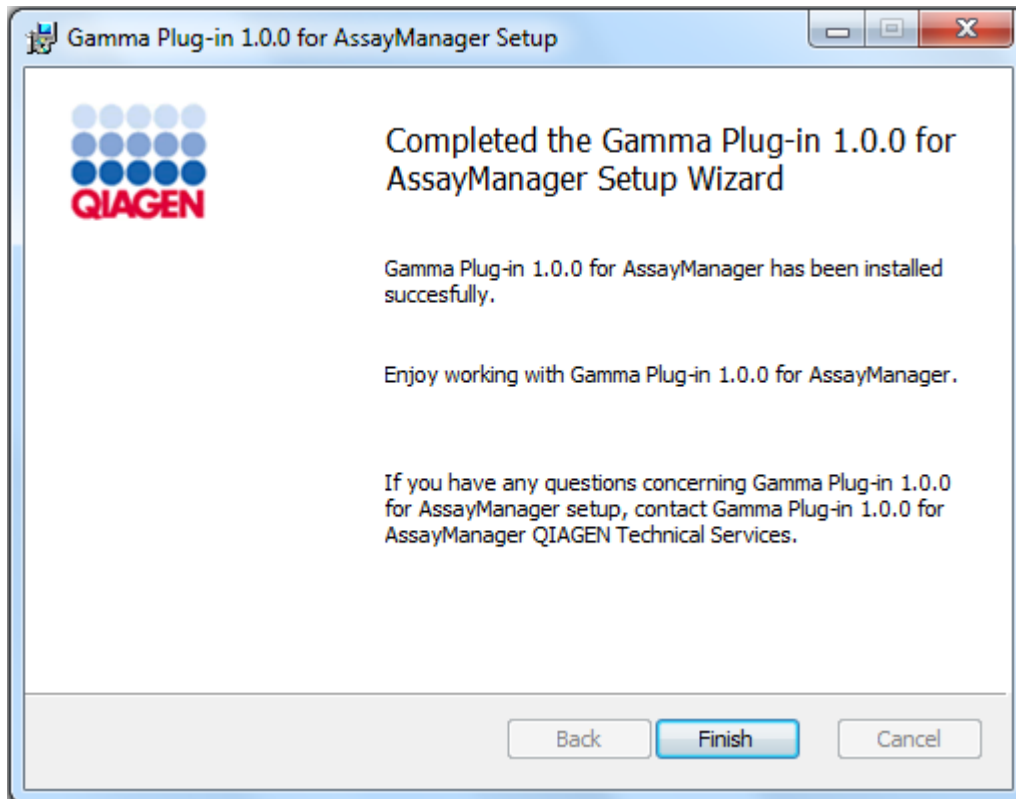 Gamma Plug-in 1.0.0 for AssayManager Setup
QIAGEN
Completed the Gamma Plug-in 1.0.0 for
AssayManager Setup Wizard
Gamma Plug-in 1.0.0 for AssayManager has been installed
succesfully.
Enjoy working with Gamma Plug-in 1.0.0 for AssayManager.
If you have any questions concerning Gamma Plug-in 1.0.0
for AssayManager setup, contact Gamma Plug-in 1.0.0 for
AssayManager QIAGEN Technical Services.
Back Finish Cancel